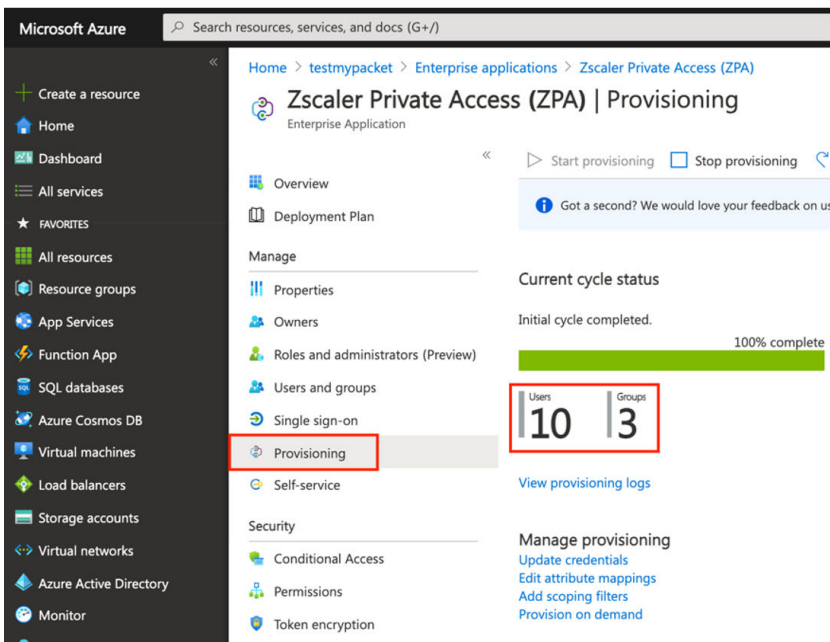 Microsoft Azure
Search resources, services, and docs (G+/)
«
Create a resource
Home
Dashboard
All services
FAVORITES
All resources
Resource groups
App Services
Function App
SQL databases
Azure Cosmos DB
Virtual machines
Load balancers
Storage accounts
Virtual networks
Azure Active Directory
Monitor
Home > testmypacket > Enterprise applications > Zscaler Private Access (ZPA)
Zscaler Private Access (ZPA) | Provisioning
Enterprise Application
«
Overview
Deployment Plan
Manage
Properties
Owners
Roles and administrators (Preview)
Users and groups
Single sign-on
Provisioning
Self-service
Security
Conditional Access
Permissions
Token encryption
Start provisioning Stop provisioning
Got a second? We would love your feedback on us
Current cycle status
Initial cycle completed.
100% complete
Users Groups
10 3
View provisioning logs
Manage provisioning
Update credentials
Edit attribute mappings
Add scoping filters
Provision on demand